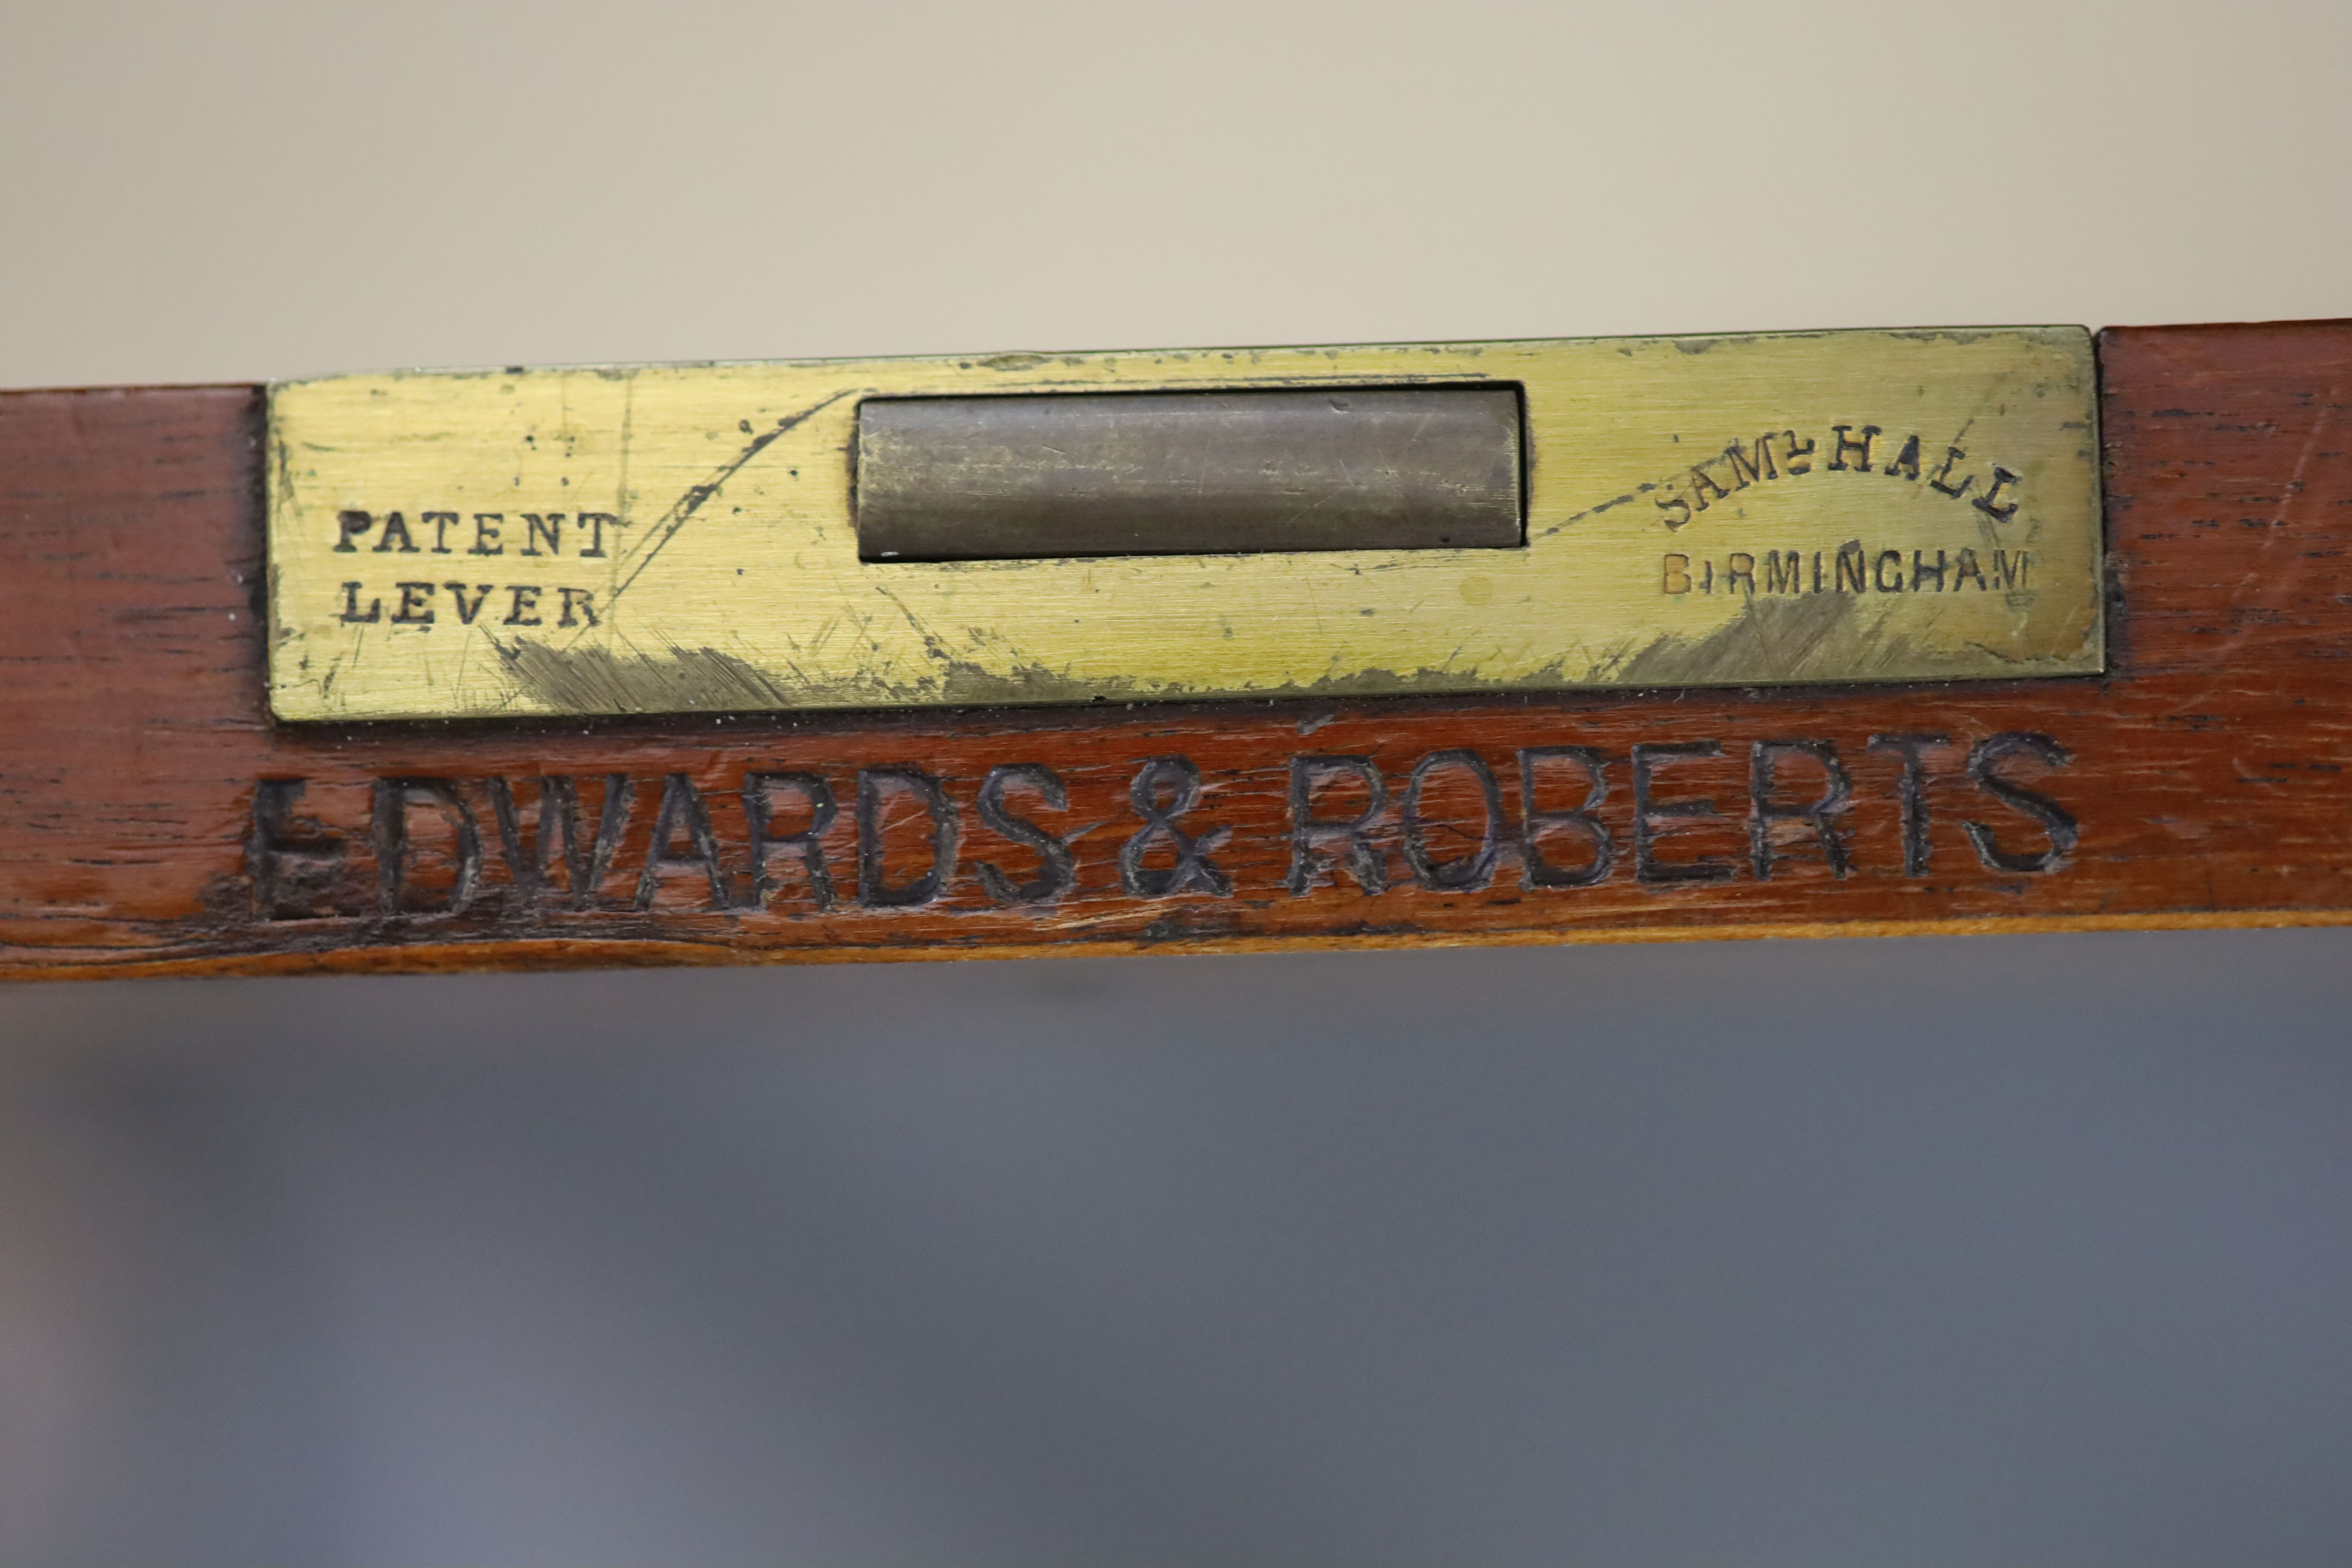 PATENT
LEVER
SAML HALL
BIRMINGHAM
EDWARDS & ROBERTS